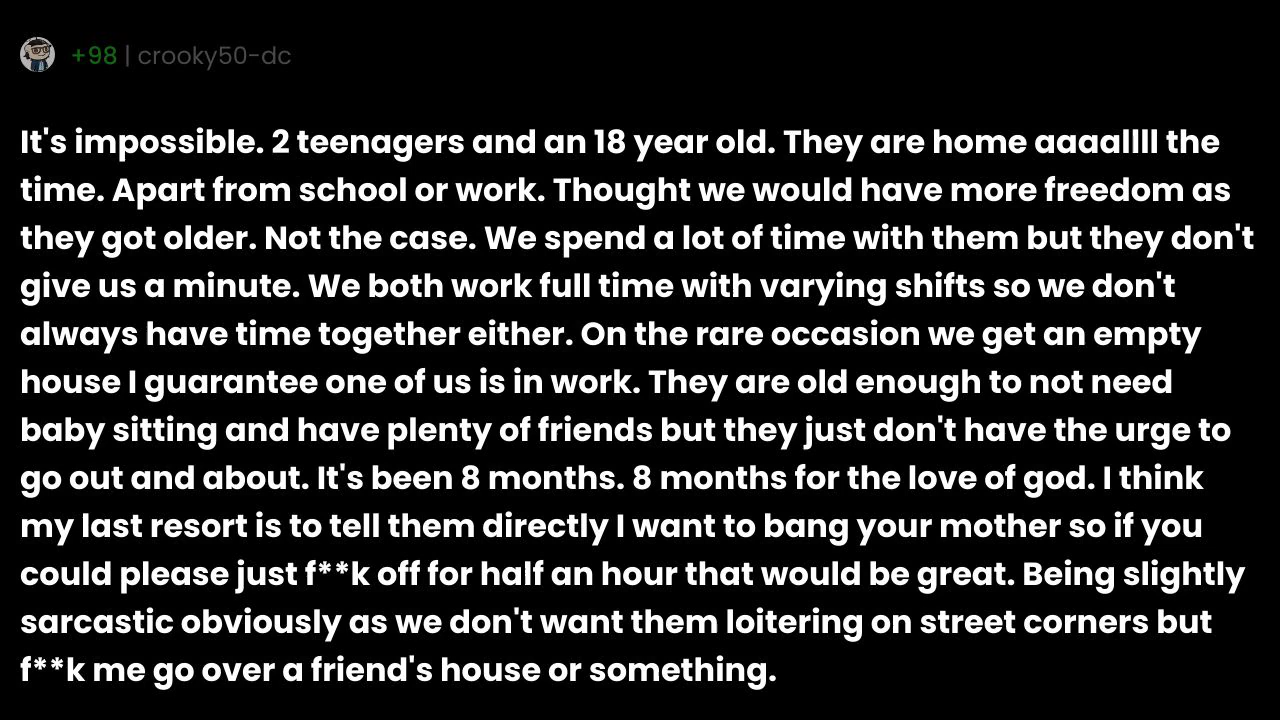 +98 | crooky50-dc
It's impossible. 2 teenagers and an 18 year old. They are home aaaallll the
time. Apart from school or work. Thought we would have more freedom as
they got older. Not the case. We spend a lot of time with them but they don't
give us a minute. We both work full time with varying shifts so we don't
always have time together either. On the rare occasion we get an empty
house I guarantee one of us is in work. They are old enough to not need
baby sitting and have plenty of friends but they just don't have the urge to
go out and about. It's been 8 months. 8 months for the love of god. I think
my last resort is to tell them directly I want to bang your mother so if you
could please just f**k off for half an hour that would be great. Being slightly
sarcastic obviously as we don't want them loitering on street corners but
f**k me go over a friend's house or something.